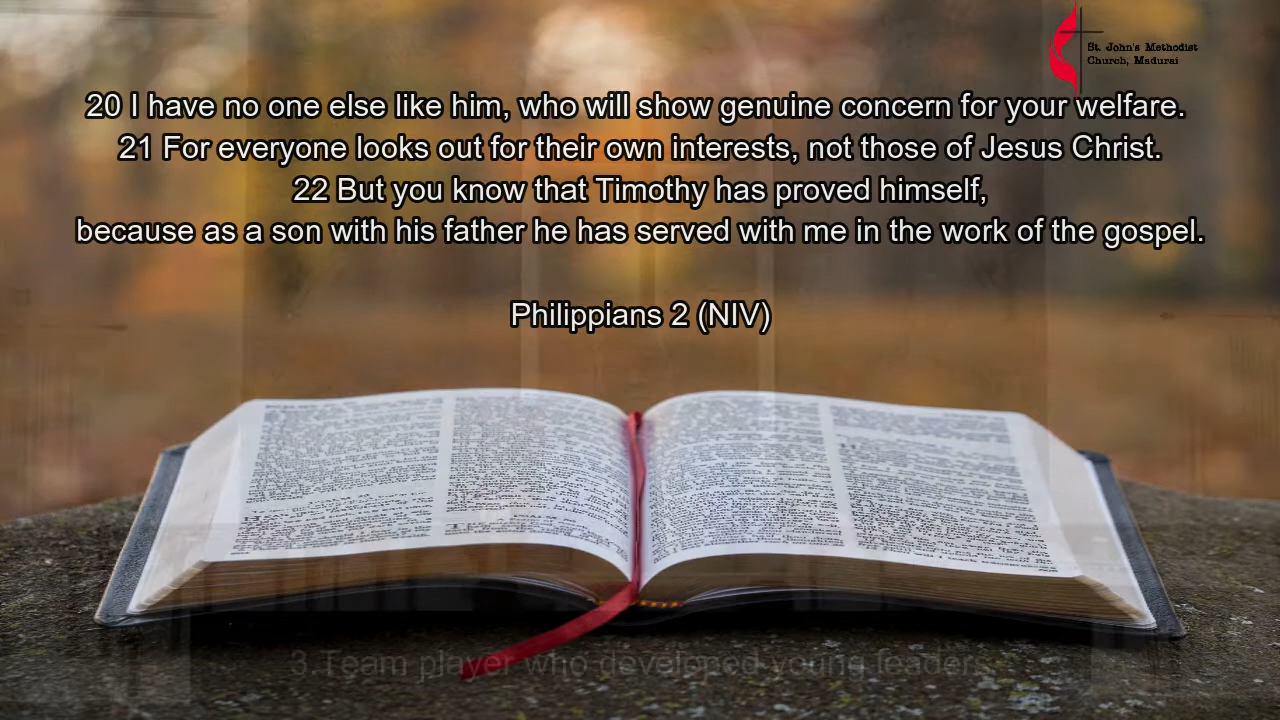 St. John's Methodist
Church, Madurai
20 I have no one else like him, who will show genuine concern for your welfare.
21 For everyone looks out for their own interests, not those of Jesus Christ.
22 But you know that Timothy has proved himself,
because as a son with his father he has served with me in the work of the gospel.
Philippians 2 (NIV)
3.Team player who developed young leaders